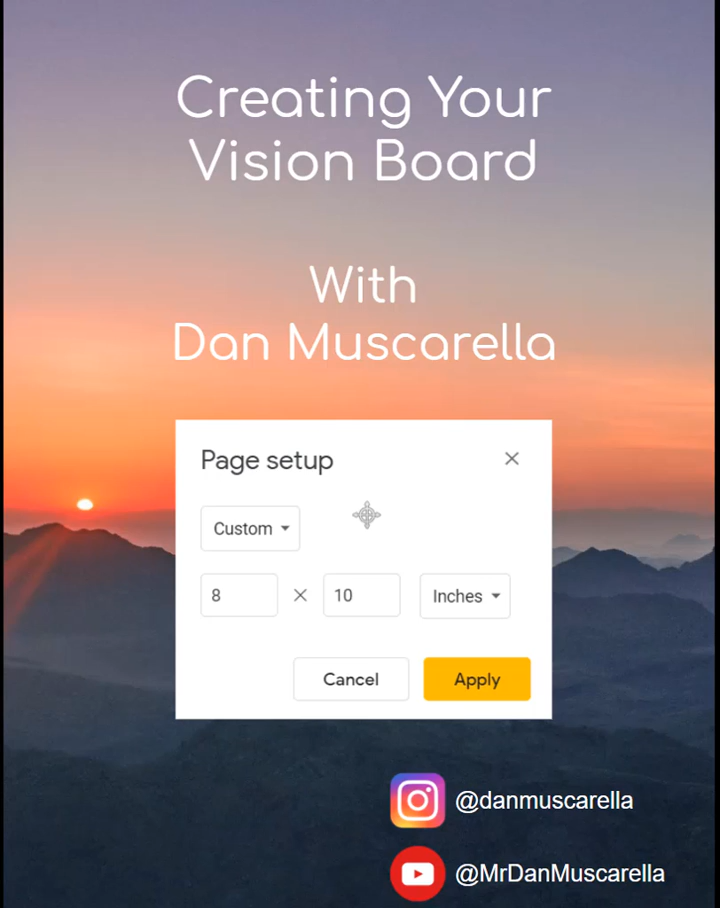 Creating Your
Vision Board
With
Dan Muscarella
Page setup
Custom
8 × 10 Inches
Cancel Apply
@danmuscarella
@MrDanMuscarella